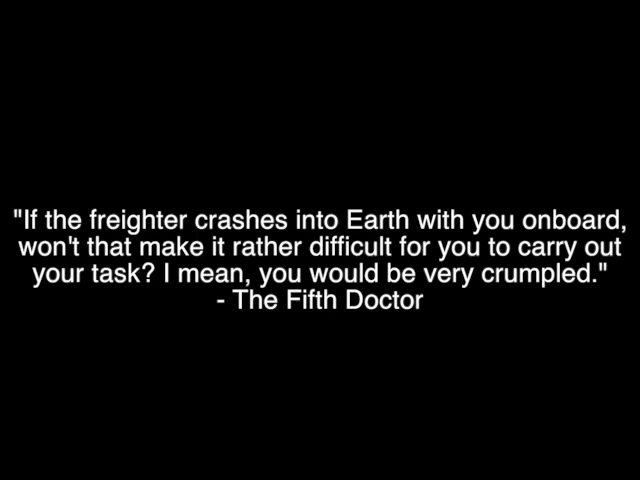 "If the freighter crashes into Earth with you onboard,
won't that make it rather difficult for you to carry out
your task? I mean, you would be very crumpled."
- The Fifth Doctor